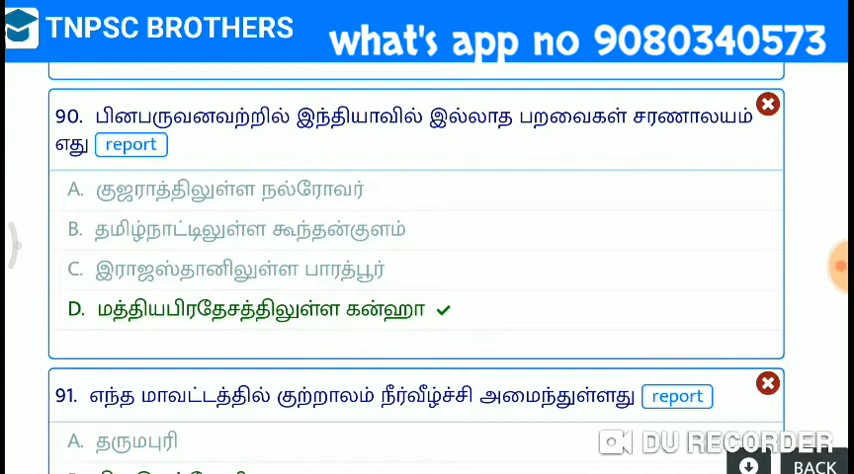 TNPSC BROTHERS
what's app no 9080340573
90. பினபருவனவற்றில் இந்தியாவில் இல்லாத பறவைகள் சரணாலயம்
எது report
A. குஜராத்திலுள்ள நல்ரோவர்
B. தமிழ்நாட்டிலுள்ள கூந்தன்குளம்
C. இராஜஸ்தானிலுள்ள பாரத்பூர்
D. மத்தியபிரதேசத்திலுள்ள கன்ஹா ✓
91. எந்த மாவட்டத்தில் குற்றாலம் நீர்வீழ்ச்சி அமைந்துள்ளது report
A. தருமபுரி
DU RECORDER
BACK